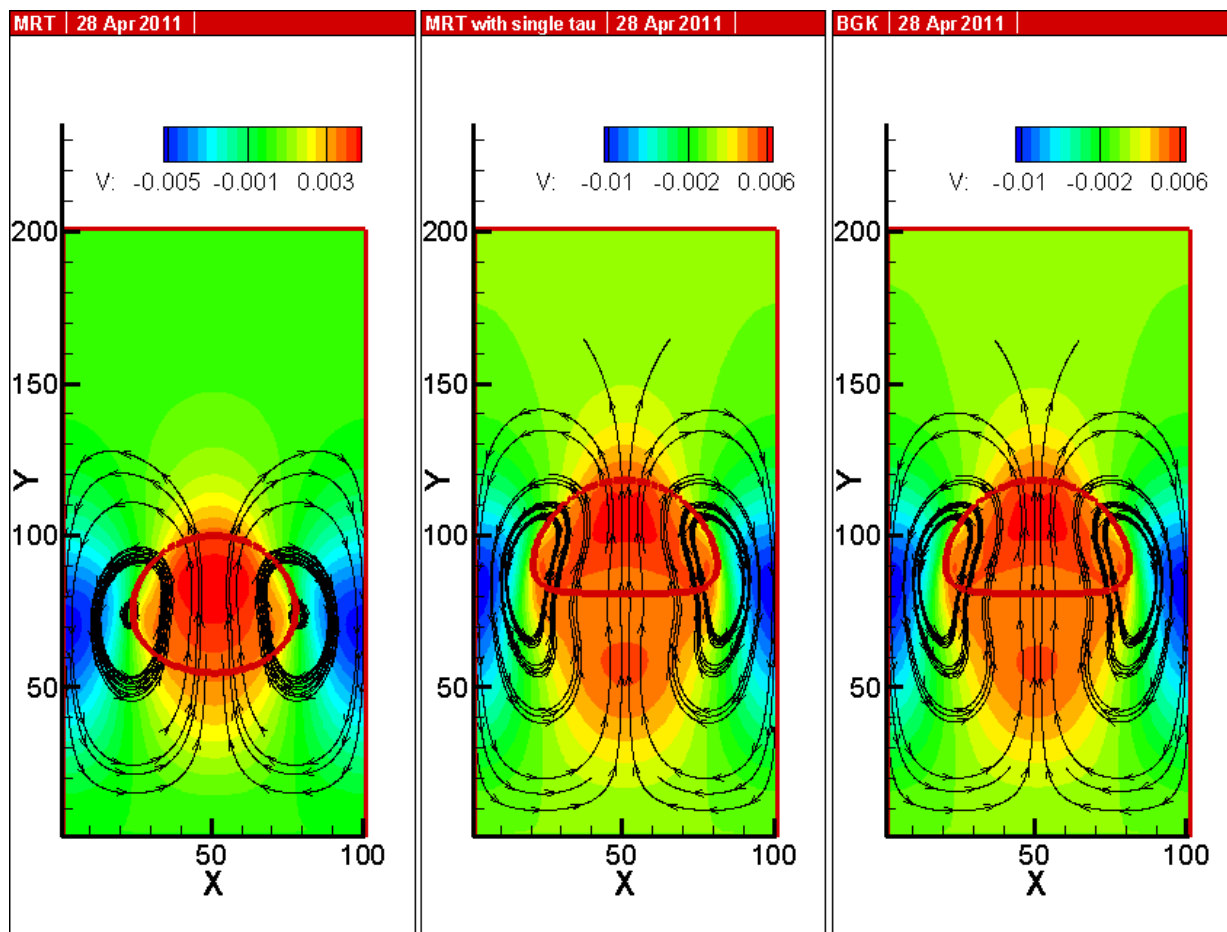 MRT | 28 Apr 2011 |
V: -0.005 -0.001 0.003
200
150
100
50
Y
50 100
X
MRT with single tau | 28 Apr 2011 |
V: -0.01 -0.002 0.006
200
150
100
50
Y
50 100
X
BGK | 28 Apr 2011 |
V: -0.01 -0.002 0.006
200
150
100
50
Y
50 100
X